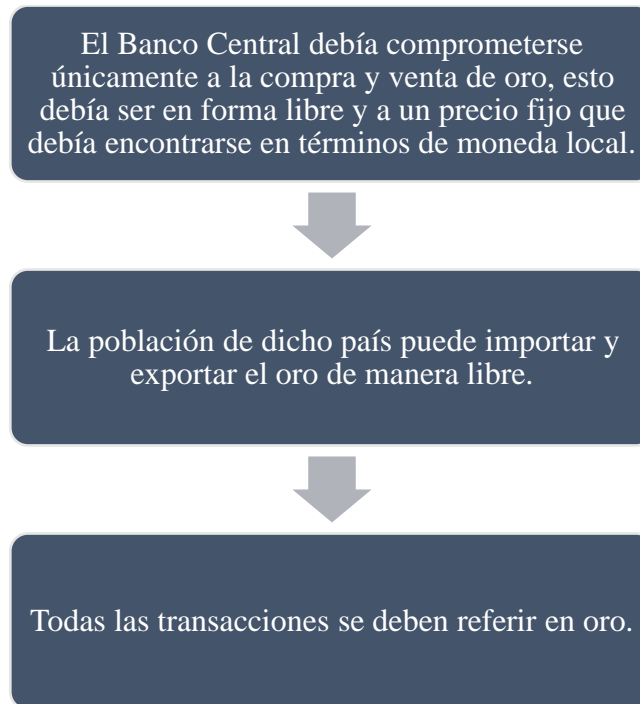 El Banco Central debía comprometerse
únicamente a la compra y venta de oro, esto
debía ser en forma libre y a un precio fijo que
debía encontrarse en términos de moneda local.
La población de dicho país puede importar y
exportar el oro de manera libre.
Todas las transacciones se deben referir en oro.